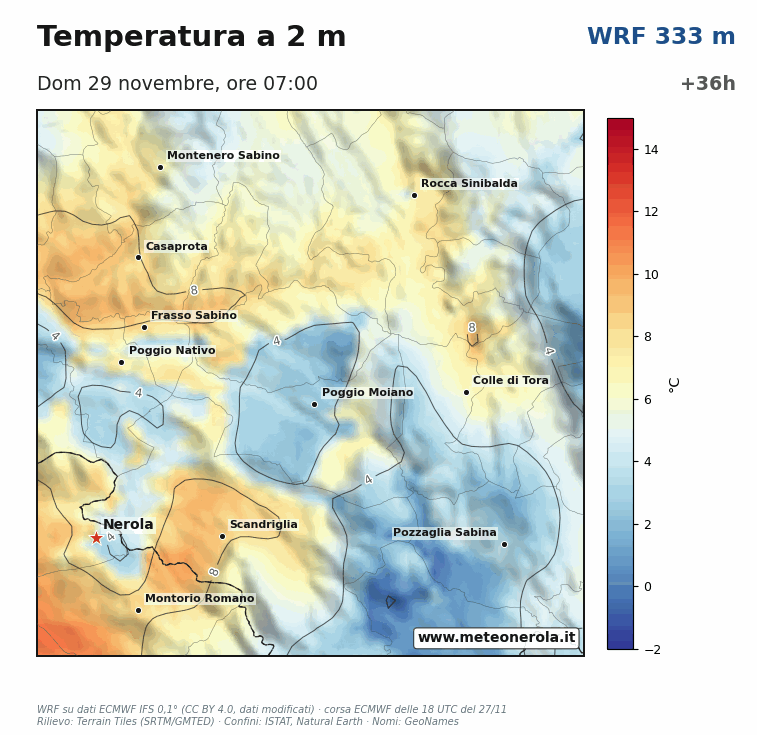 Temperatura a 2 m
WRF 333 m
Dom 29 novembre, ore 07:00
+36h
Montenero Sabino
Rocca Sinibalda
Casaprota
8
Frasso Sabino
8
4
4
4
Poggio Nativo
Colle di Tora
4
Poggio Moiano
4
Nerola
4
Scandriglia
Pozzaglia Sabina
8
Montorio Romano
www.meteonerola.it
14
12
10
8
6
4
2
0
−2
°C
WRF su dati ECMWF IFS 0,1° (CC BY 4.0, dati modificati) · corsa ECMWF delle 18 UTC del 27/11
Rilievo: Terrain Tiles (SRTM/GMTED) · Confini: ISTAT, Natural Earth · Nomi: GeoNames